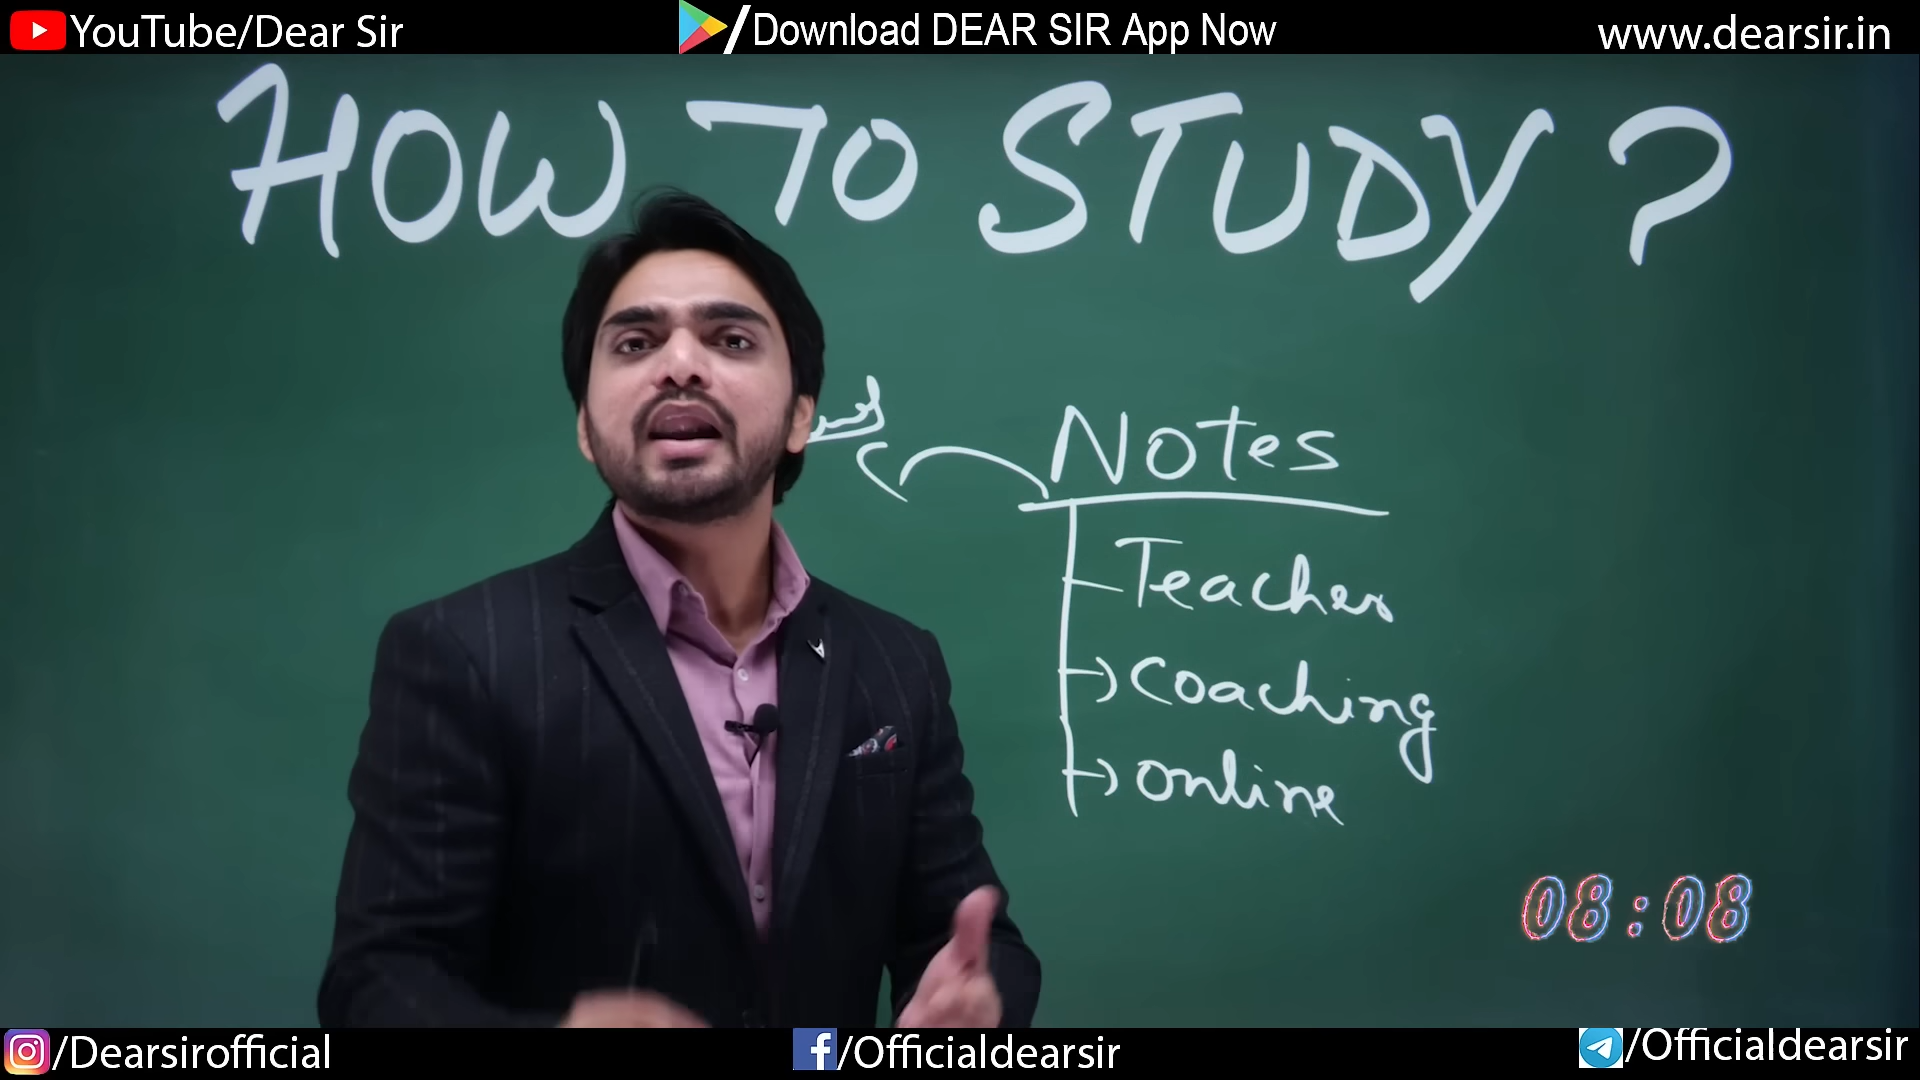 YouTube/Dear Sir
/Download DEAR SIR App Now
www.dearsir.in
HOW TO STUDY ?
Notes
Teacher
Coaching
Online
08:08
/Dearsirofficial
/Officialdearsir
/Officialdearsir